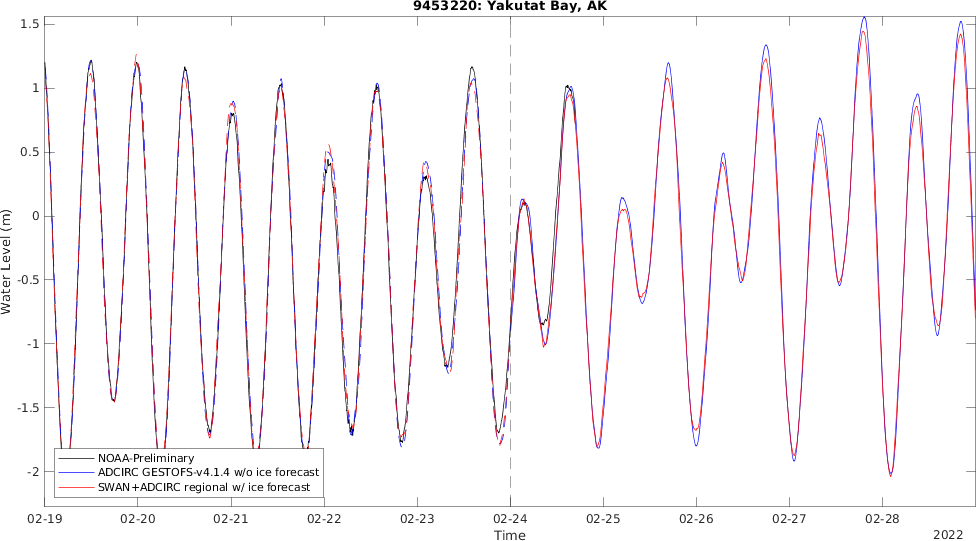 9453220: Yakutat Bay, AK
Water Level (m)
1.5
1
0.5
0
-0.5
-1
-1.5
-2
NOAA-Preliminary
ADCIRC GESTOFS-v4.1.4 w/o ice forecast
SWAN+ADCIRC regional w/ ice forecast
02-19 02-20 02-21 02-22 02-23 02-24 02-25 02-26 02-27 02-28
Time
2022